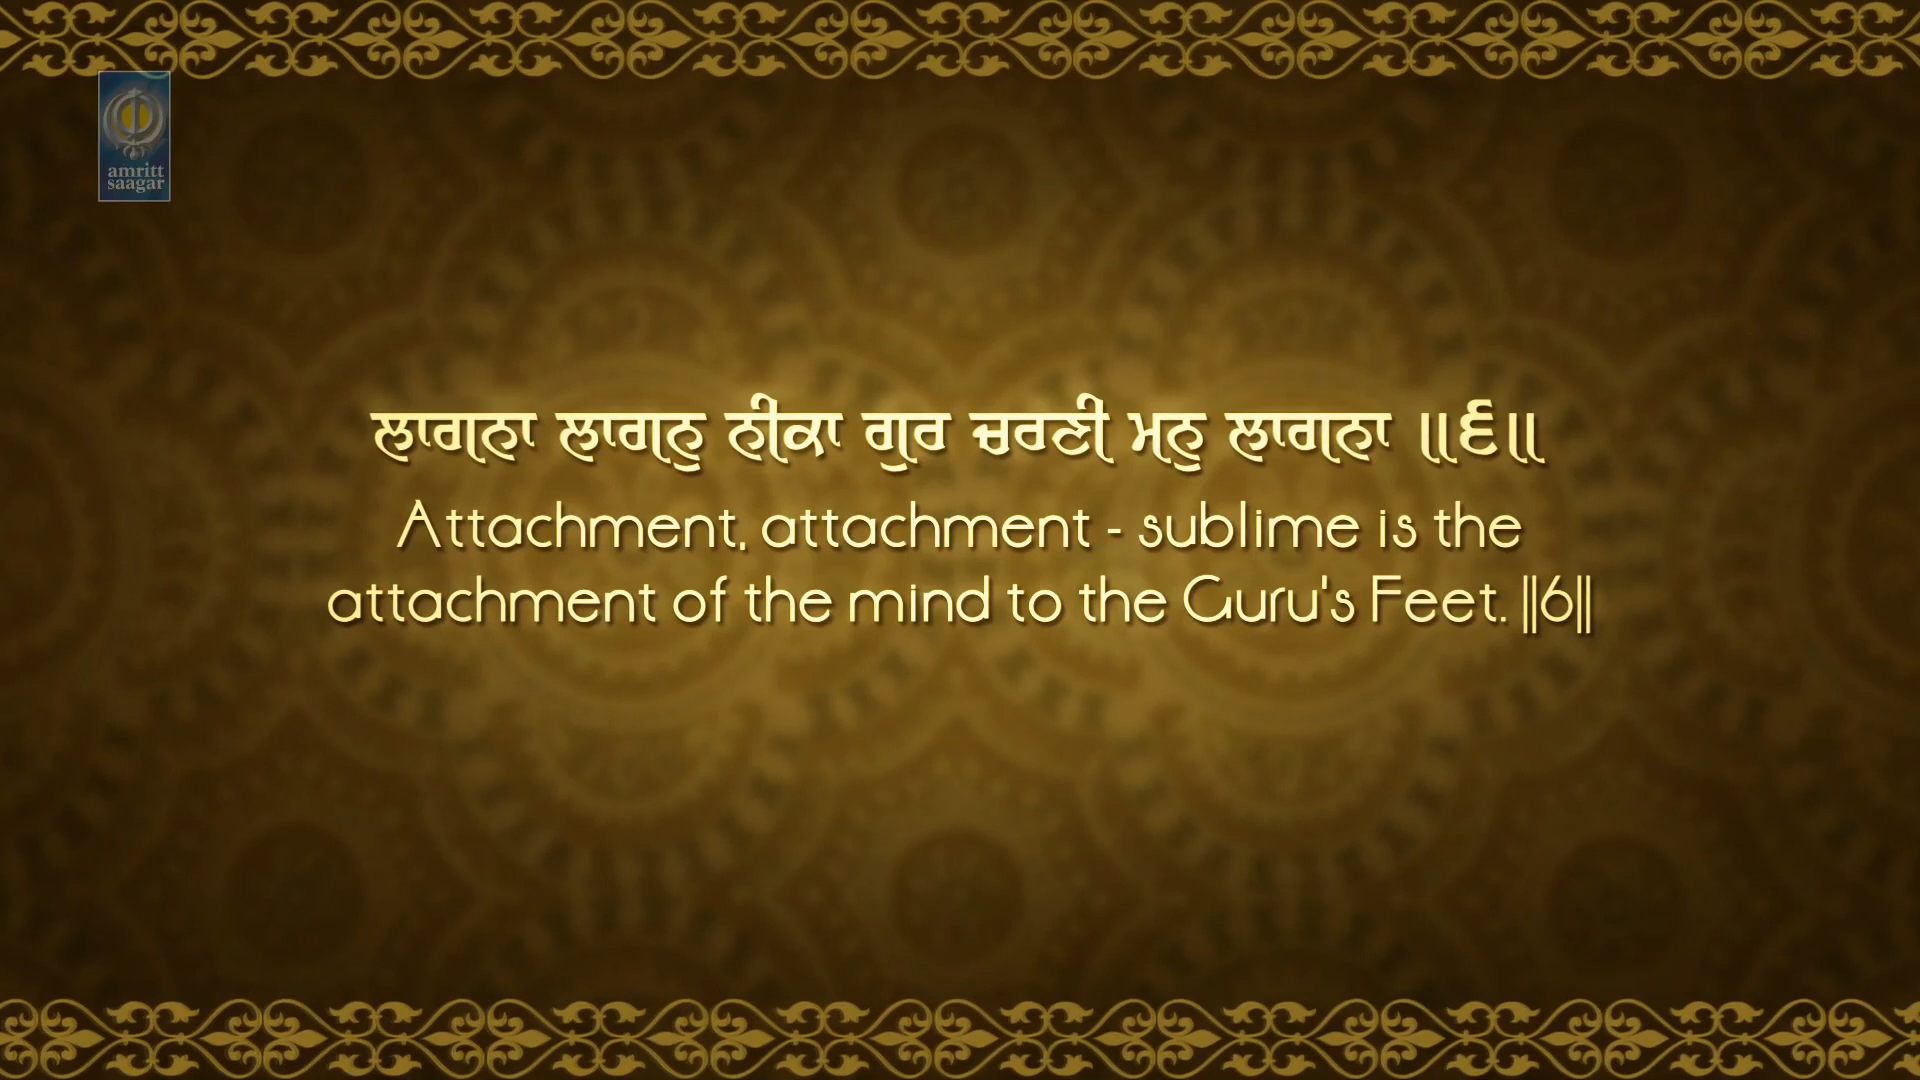 amritt
saagar
ਲਾਗਨਾ ਲਾਗਨੁ ਨੀਕਾ ਗੁਰ ਚਰਣੀ ਮਨੁ ਲਾਗਨਾ ॥੬॥
Attachment, attachment - sublime is the
attachment of the mind to the Guru's Feet. ||6||